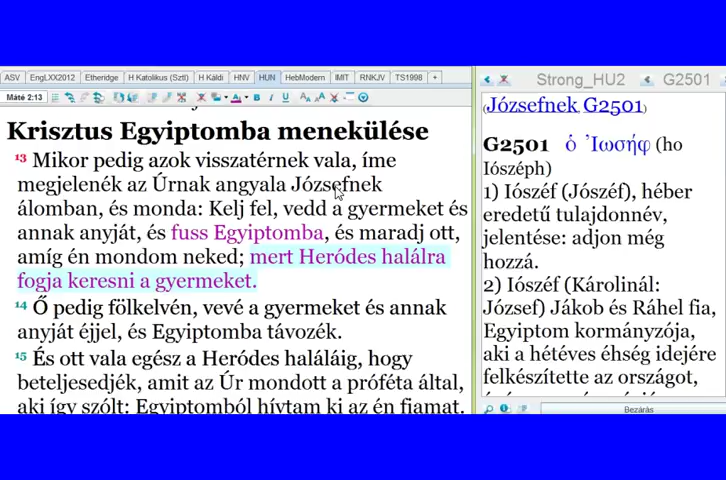 ASV EngLXX2012 Etheridge H Katolikus (Sztl) H Káldi HNV HUN HebModern IMIT RNKJV TS1998 +
Máté 2:13
Krisztus Egyiptomba menekülése
13 Mikor pedig azok visszatérnek vala, íme
megjelenék az Úrnak angyala Józsefnek
álomban, és monda: Kelj fel, vedd a gyermeket és
annak anyját, és fuss Egyiptomba, és maradj ott,
amíg én mondom neked; mert Heródes halálra
fogja keresni a gyermeket.
14 Ő pedig fölkelvén, vevé a gyermeket és annak
anyját éjjel, és Egyiptomba távozék.
15 És ott vala egész a Heródes haláláig, hogy
beteljesedjék, amit az Úr mondott a próféta által,
aki így szólt: Egyiptomból hívtam ki az én fiamat.
Strong_HU2 G2501
(Józsefnek G2501)
G2501 ὁ Ἰωσήφ (ho
Iószéph)
1) Iószéf (Jószéf), héber
eredetű tulajdonnév,
jelentése: adjon még
hozzá.
2) Iószéf (Károlinál:
József) Jákob és Ráhel fia,
Egyiptom kormányzója,
aki a hétéves éhség idejére
felkészítette az országot,
Bezárás